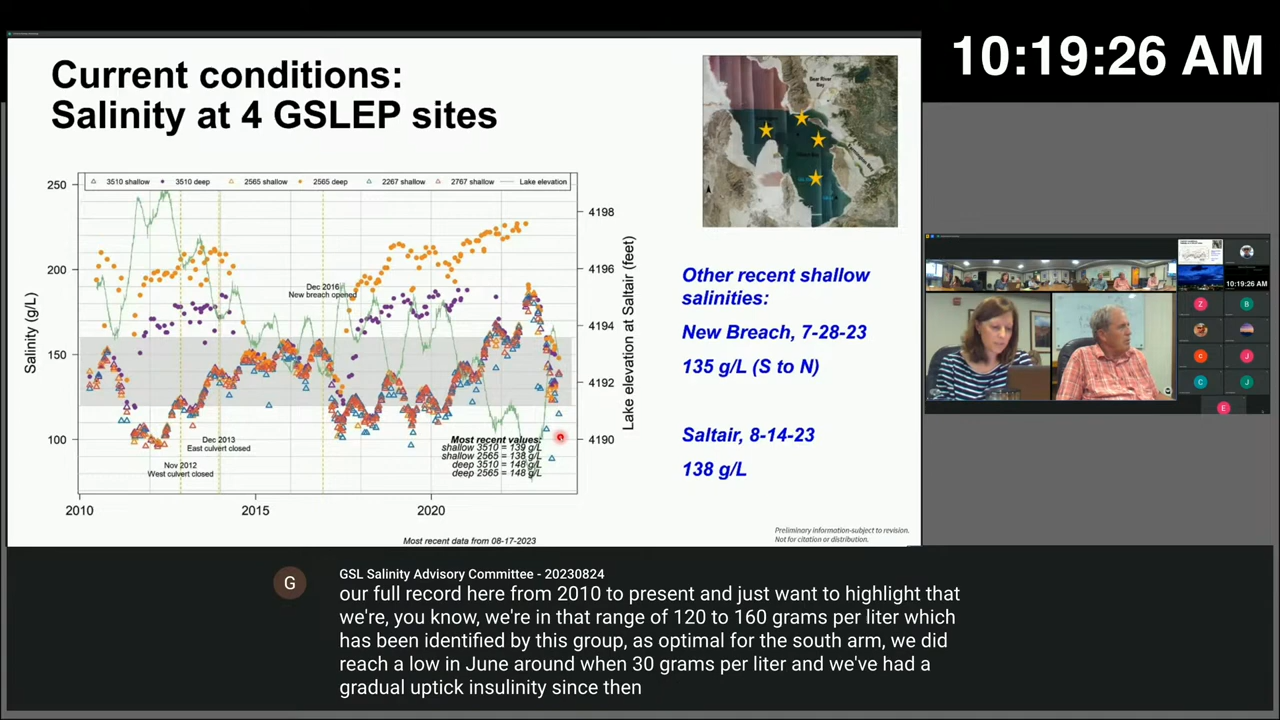 10:19:26 AM
Current conditions:
Salinity at 4 GSLEP sites
Bear River
Bay
3510 shallow
3510 deep
2565 shallow
2565 deep
2267 shallow
2767 shallow
Lake elevation
250
200
150
100
Salinity (g/L)
4198
4196
4194
4192
4190
Lake elevation at Saltair (feet)
Dec 2016
New breach opened
Dec 2013
East culvert closed
Nov 2012
West culvert closed
Most recent values:
shallow 3510 = 139 g/L
shallow 2565 = 138 g/L
deep 3510 = 148 g/L
deep 2565 = 148 g/L
2010
2015
2020
Most recent data from 08-17-2023
Other recent shallow
salinities:
New Breach, 7-28-23
135 g/L (S to N)
Saltair, 8-14-23
138 g/L
Preliminary information-subject to revision.
Not for citation or distribution.
10:19:26 AM
Z
B
C
J
C
J
E
G
GSL Salinity Advisory Committee - 20230824
our full record here from 2010 to present and just want to highlight that
we're, you know, we're in that range of 120 to 160 grams per liter which
has been identified by this group, as optimal for the south arm, we did
reach a low in June around when 30 grams per liter and we've had a
gradual uptick insulinity since then